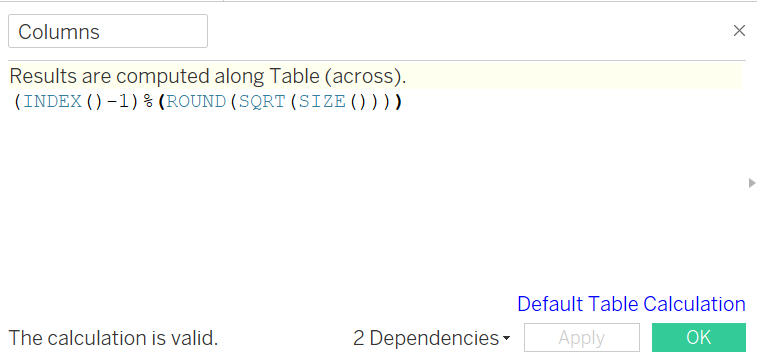 Columns
Results are computed along Table (across).
(INDEX()-1)%(ROUND(SQRT(SIZE())))
Default Table Calculation
The calculation is valid.
2 Dependencies
Apply
OK